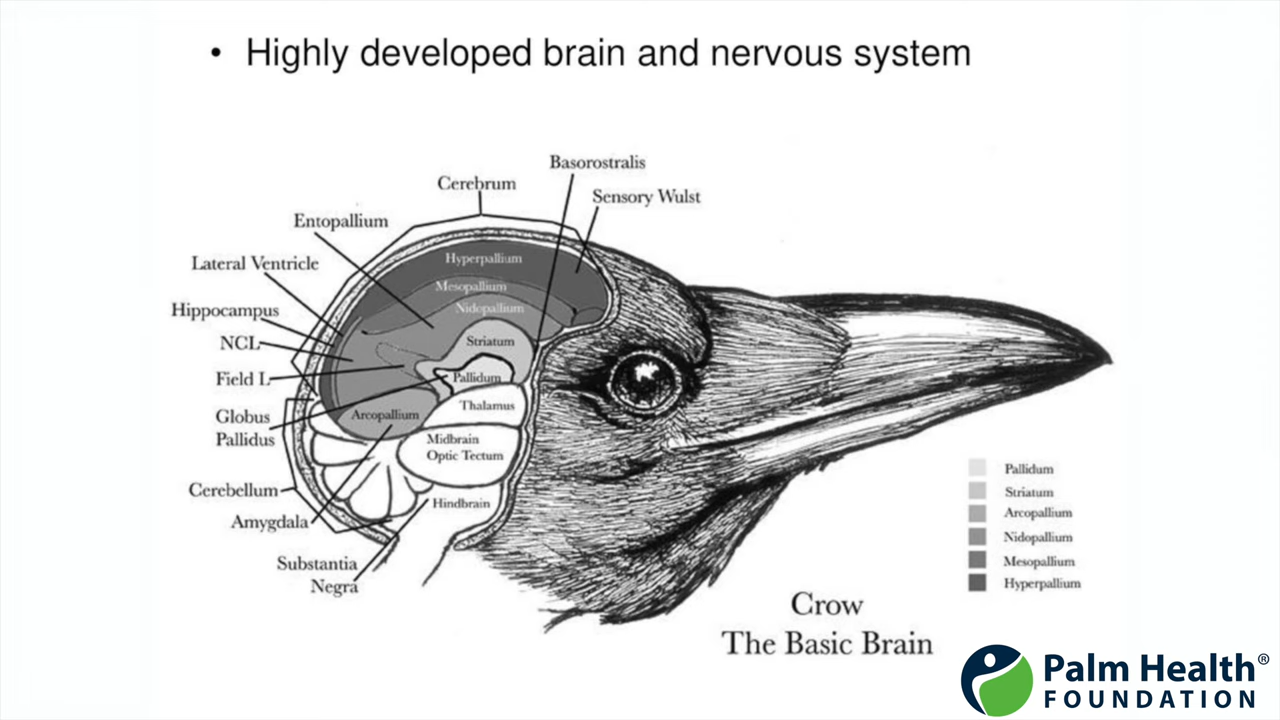 • Highly developed brain and nervous system
Basorostralis
Cerebrum
Sensory Wulst
Entopallium
Lateral Ventricle
Hyperpallium
Mesopallium
Hippocampus
Nidopallium
NCL
Striatum
Field L
Pallidum
Globus
Pallidus
Arcopallium
Thalamus
Midbrain
Optic Tectum
Cerebellum
Hindbrain
Amygdala
Substantia
Negra
Pallidum
Striatum
Arcopallium
Nidopallium
Mesopallium
Hyperpallium
Crow
The Basic Brain
Palm Health®
FOUNDATION